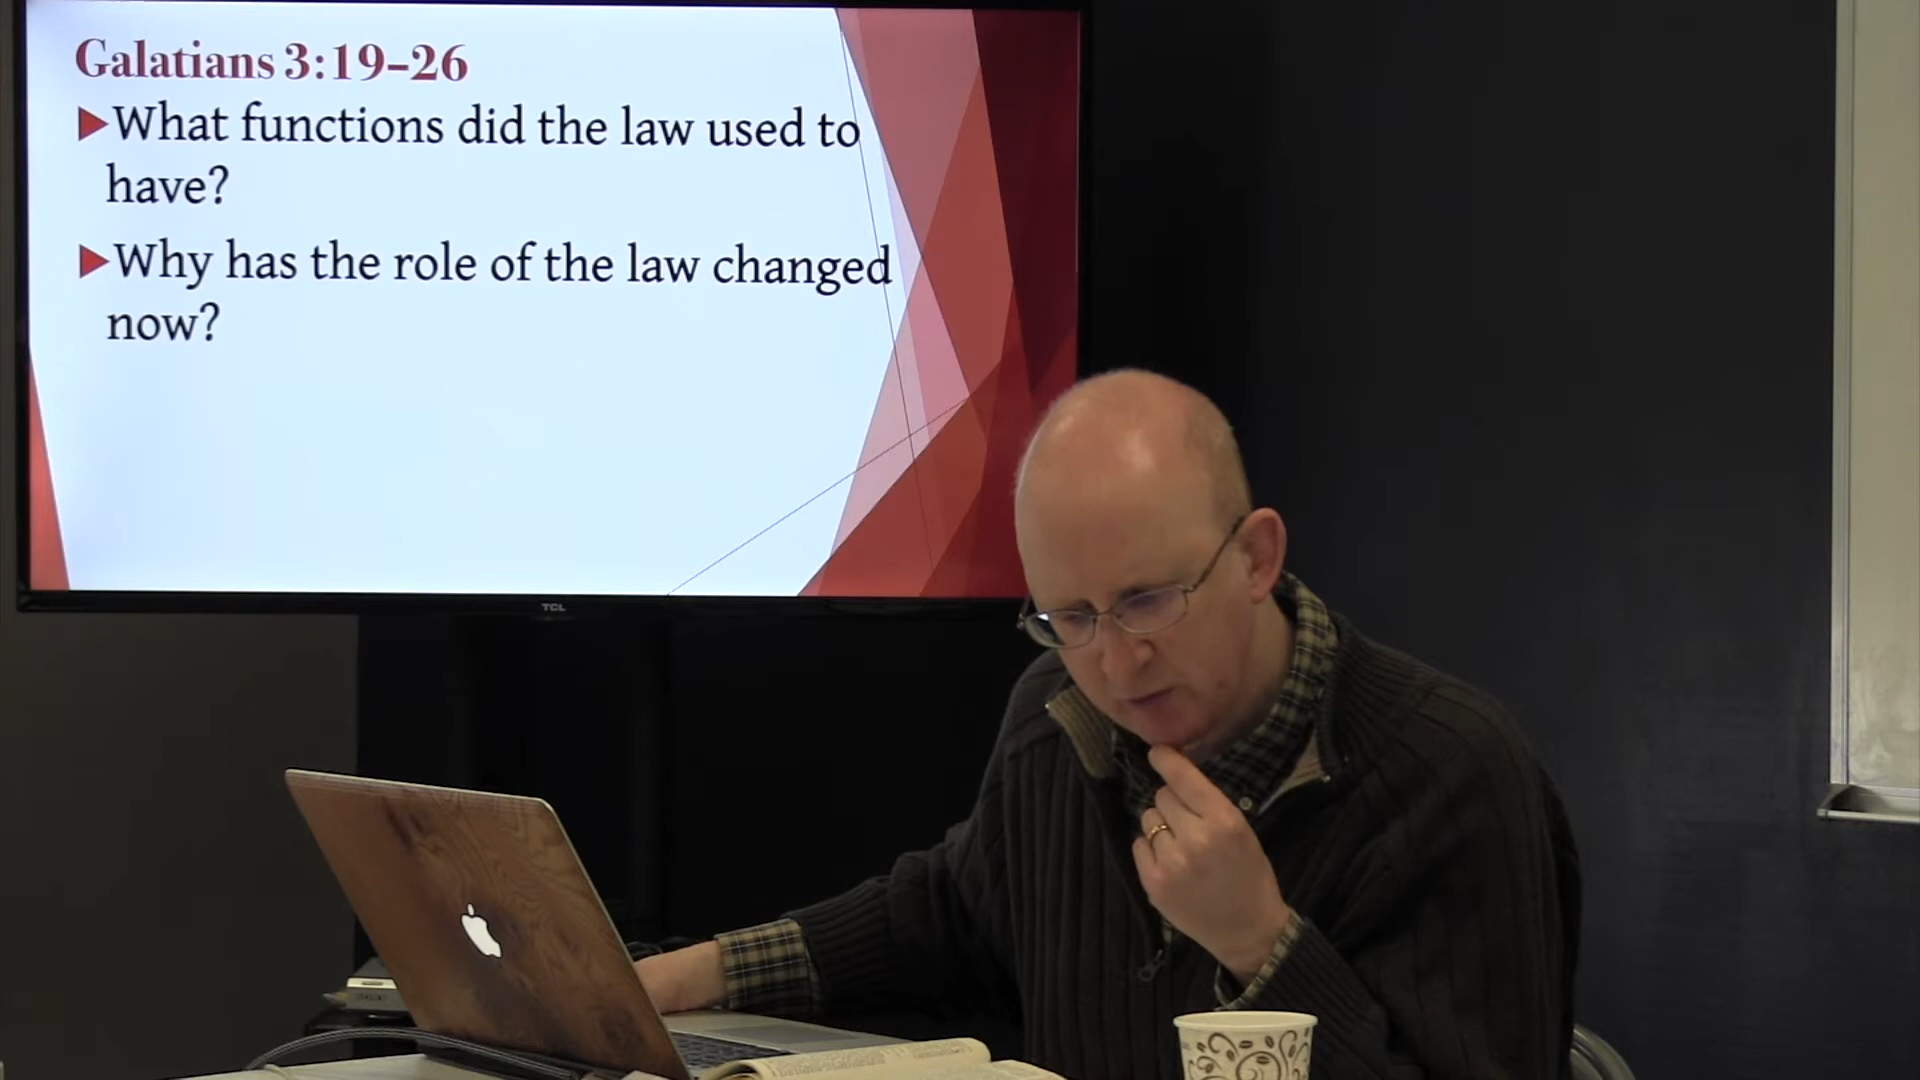 Galatians 3:19–26
▶What functions did the law used to
have?
▶Why has the role of the law changed
now?
TCL